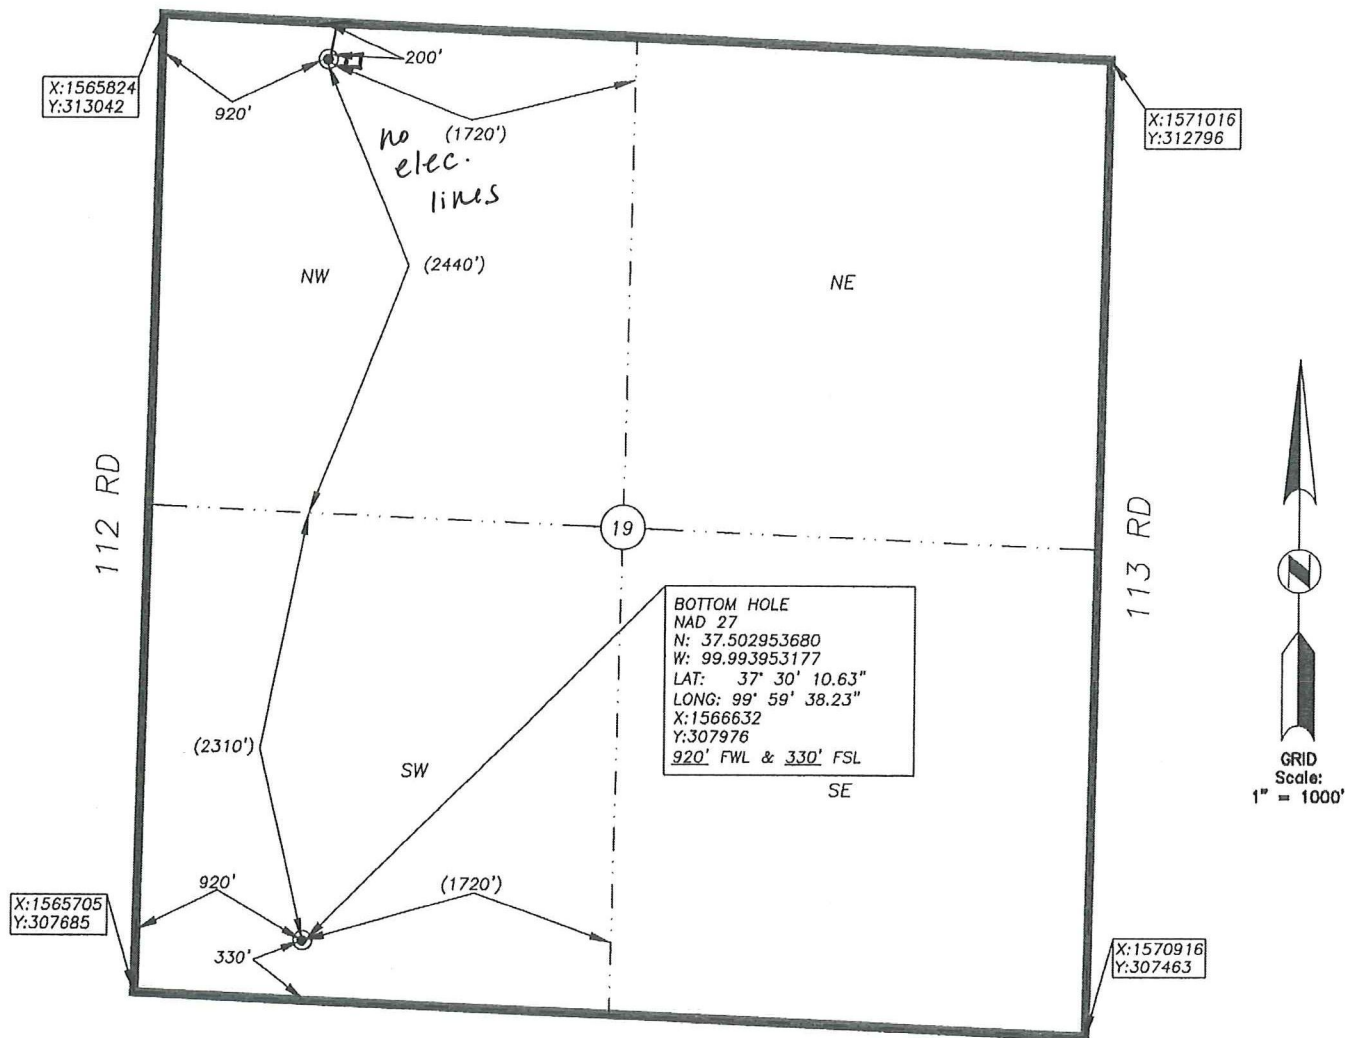 200'
X:1565824
Y:313042
920'
(1720')
X:1571016
Y:312796
no
elec.
lines
(2440')
NW
NE
112 RD
19
113 RD
BOTTOM HOLE
NAD 27
N: 37.502953680
W: 99.993953177
LAT: 37° 30' 10.63"
LONG: 99° 59' 38.23"
X:1566632
Y:307976
920' FWL & 330' FSL
N
GRID
Scale:
1" = 1000'
(2310')
SW
SE
920'
(1720')
X:1565705
Y:307685
330'
X:1570916
Y:307463